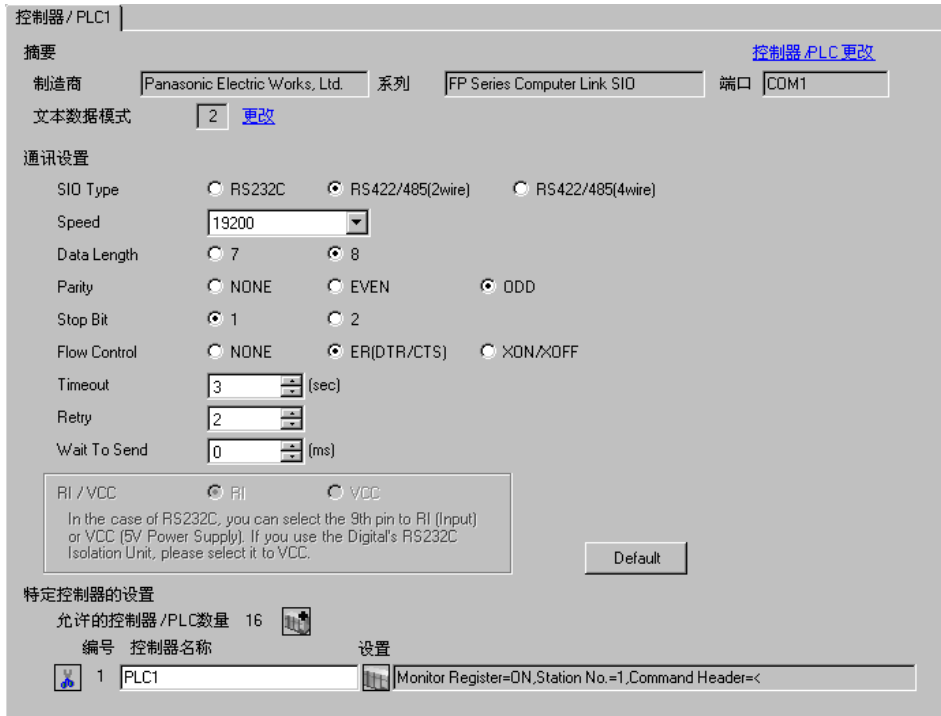 控制器/PLC1
摘要 控制器/PLC更改
制造商 Panasonic Electric Works, Ltd. 系列 FP Series Computer Link SIO 端口 COM1
文本数据模式 2 更改
通讯设置
SIO Type RS232C RS422/485(2wire) RS422/485(4wire)
Speed 19200
Data Length 7 8
Parity NONE EVEN ODD
Stop Bit 1 2
Flow Control NONE ER(DTR/CTS) XON/XOFF
Timeout 3 (sec)
Retry 2
Wait To Send 0 (ms)
RI / VCC RI VCC
In the case of RS232C, you can select the 9th pin to RI (Input)
or VCC (5V Power Supply). If you use the Digital's RS232C
Isolation Unit, please select it to VCC.
Default
特定控制器的设置
允许的控制器/PLC数量 16
编号 控制器名称 设置
1 PLC1 Monitor Register=ON,Station No.=1,Command Header=<